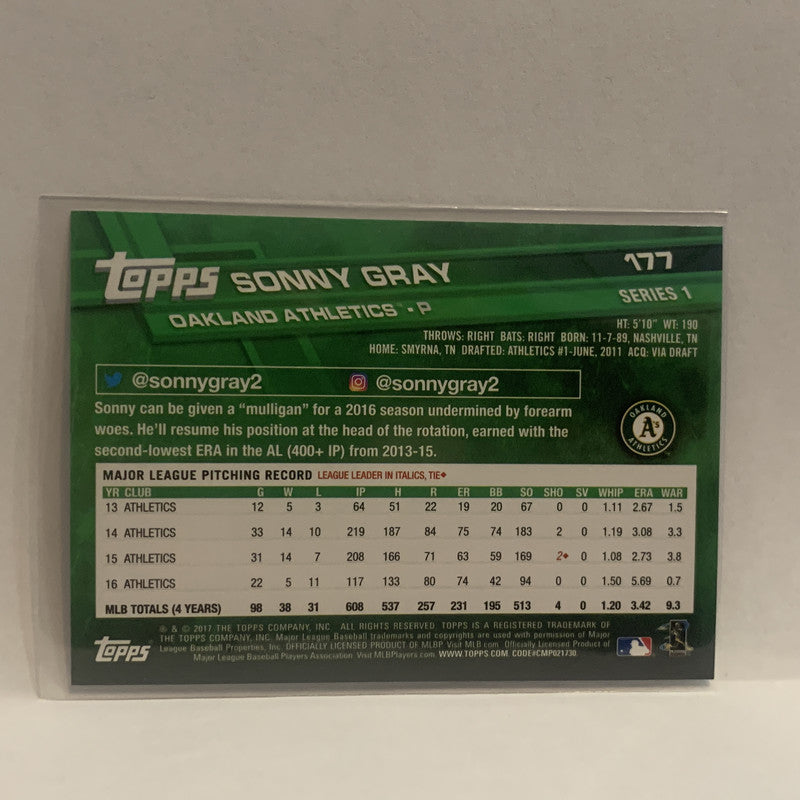 Topps SONNY GRAY 177
OAKLAND ATHLETICS™ - P SERIES 1
HT: 5'10" WT: 190
THROWS: RIGHT BATS: RIGHT BORN: 11-7-89, NASHVILLE, TN
HOME: SMYRNA, TN DRAFTED: ATHLETICS #1-JUNE, 2011 ACQ: VIA DRAFT
@sonnygray2 @sonnygray2
Sonny can be given a “mulligan” for a 2016 season undermined by forearm
woes. He'll resume his position at the head of the rotation, earned with the
second-lowest ERA in the AL (400+ IP) from 2013-15.
OAKLAND A's ATHLETICS
MAJOR LEAGUE PITCHING RECORD LEAGUE LEADER IN ITALICS, TIE♦
YR CLUB G W L IP H R ER BB SO SHO SV WHIP ERA WAR
13 ATHLETICS 12 5 3 64 51 22 19 20 67 0 0 1.11 2.67 1.5
14 ATHLETICS 33 14 10 219 187 84 75 74 183 2 0 1.19 3.08 3.3
15 ATHLETICS 31 14 7 208 166 71 63 59 169 2♦ 0 1.08 2.73 3.8
16 ATHLETICS 22 5 11 117 133 80 74 42 94 0 0 1.50 5.69 0.7
MLB TOTALS (4 YEARS) 98 38 31 608 537 257 231 195 513 4 0 1.20 3.42 9.3
Topps
® & © 2017 THE TOPPS COMPANY, INC. ALL RIGHTS RESERVED. TOPPS IS A REGISTERED TRADEMARK OF
THE TOPPS COMPANY, INC. Major League Baseball trademarks and copyrights are used with permission of Major
League Baseball Properties, Inc. OFFICIALLY LICENSED PRODUCT OF MLBP Visit MLB.com. Officially Licensed Product of
Major League Baseball Players Association. Visit MLBPlayers.com. WWW.TOPPS.COM. CODE#CMP021730